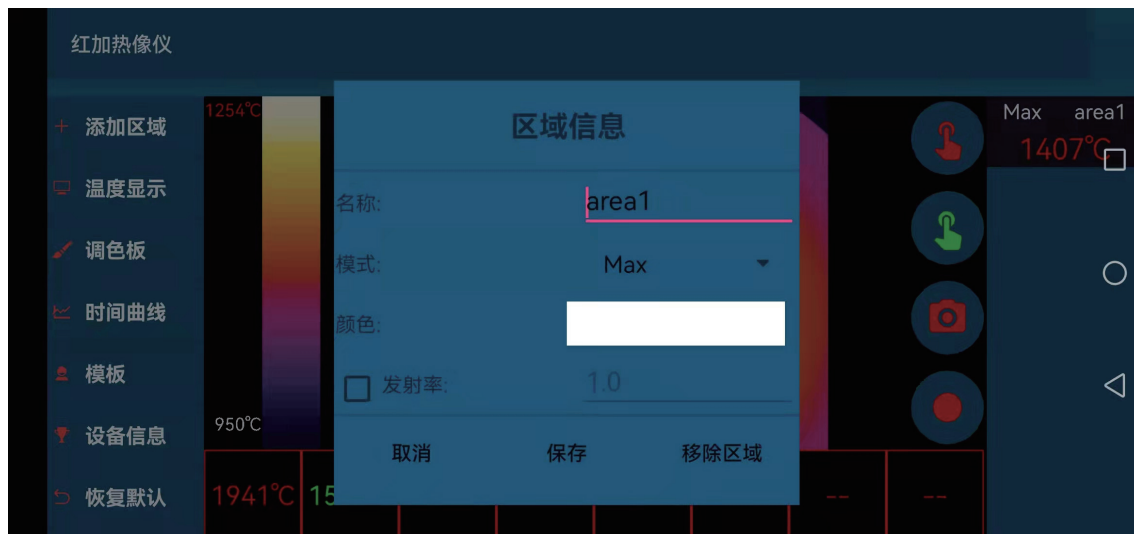 红加热像仪
添加区域
温度显示
调色板
时间曲线
模板
设备信息
恢复默认
1254℃
950℃
区域信息
名称: area1
模式: Max
颜色:
发射率: 1.0
取消 保存 移除区域
Max area1
1407℃
1941℃ 15
-- --